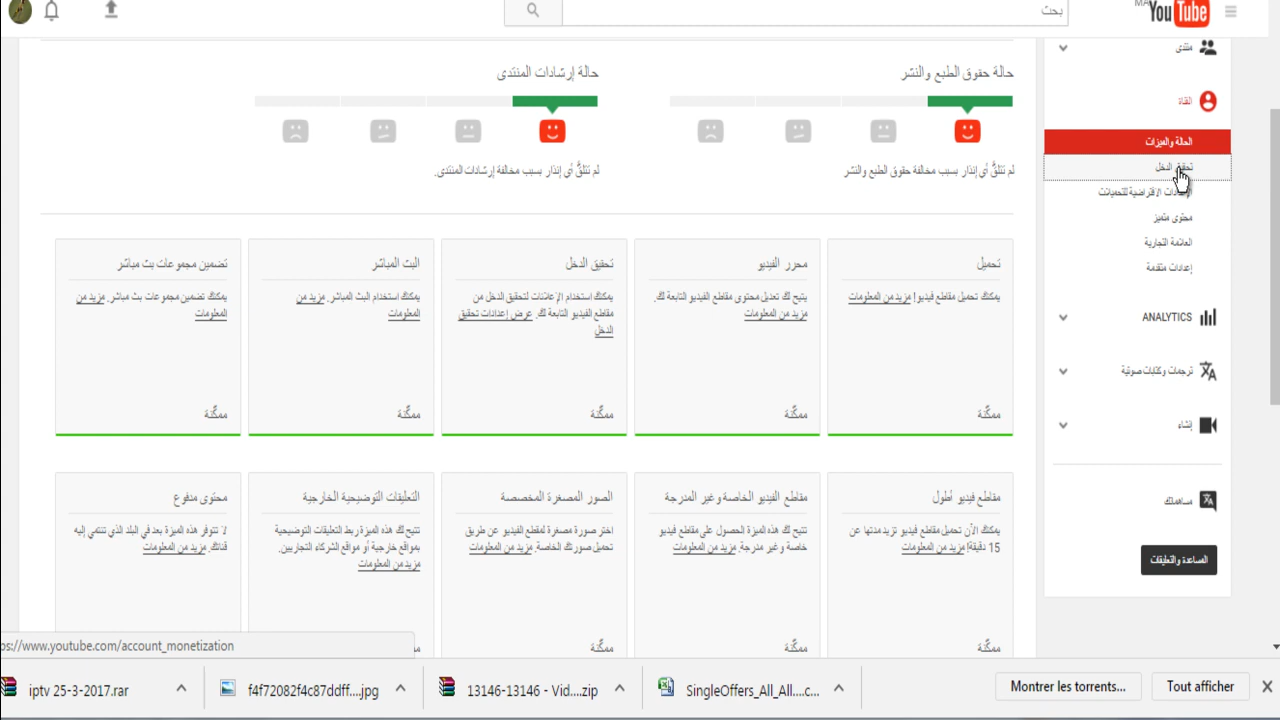 MA
YouTube
بحث
منتدى
القناة
الحالة والميزات
تحقيق الدخل
الافتراضية للتحميلات
محتوى متميز
العلامة التجارية
إعدادات متقدمة
ANALYTICS
ترجمات وكتابات صوتية
إنشاء
مساهماتك
المساعدة والتعليقات
حالة حقوق الطبع والنشر
لم تتلقَّ أي إنذار بسبب مخالفة حقوق الطبع والنشر
حالة إرشادات المنتدى
لم تتلقَّ أي إنذار بسبب مخالفة إرشادات المنتدى.
تحميل
يمكنك تحميل مقاطع فيديو! مزيد من المعلومات
ممكّنة
محرر الفيديو
يتيح لك تعديل محتوى مقاطع الفيديو التابعة لك.
مزيد من المعلومات
ممكّنة
تحقيق الدخل
يمكنك استخدام الإعلانات لتحقيق الدخل من
مقاطع الفيديو التابعة لك. عرض إعدادات تحقيق
الدخل
ممكّنة
البث المباشر
يمكنك استخدام البث المباشر. مزيد من
المعلومات
ممكّنة
تضمين مجموعات بث مباشر
يمكنك تضمين مجموعات بث مباشر. مزيد من
المعلومات
ممكّنة
مقاطع فيديو أطول
يمكنك الآن تحميل مقاطع فيديو تزيد مدتها عن
15 دقيقة! مزيد من المعلومات
ممكّنة
مقاطع الفيديو الخاصة وغير المدرجة
تتيح لك هذه الميزة الحصول على مقاطع فيديو
خاصة وغير مدرجة. مزيد من المعلومات
ممكّنة
الصور المصغرة المخصصة
اختر صورة مصغرة لمقطع الفيديو عن طريق
تحميل صورتك الخاصة. مزيد من المعلومات
ممكّنة
التعليقات التوضيحية الخارجية
تتيح لك هذه الميزة ربط التعليقات التوضيحية
بمواقع خارجية أو مواقع الشركاء التجاريين.
مزيد من المعلومات
محتوى مدفوع
لا تتوفر هذه الميزة بعد في البلد الذي تنتمي إليه
قناتك. مزيد من المعلومات
ps://www.youtube.com/account_monetization
iptv 25-3-2017.rar
f4f72082f4c87ddff....jpg
13146-13146 - Vid....zip
SingleOffers_All_All....c...
Montrer les torrents...
Tout afficher